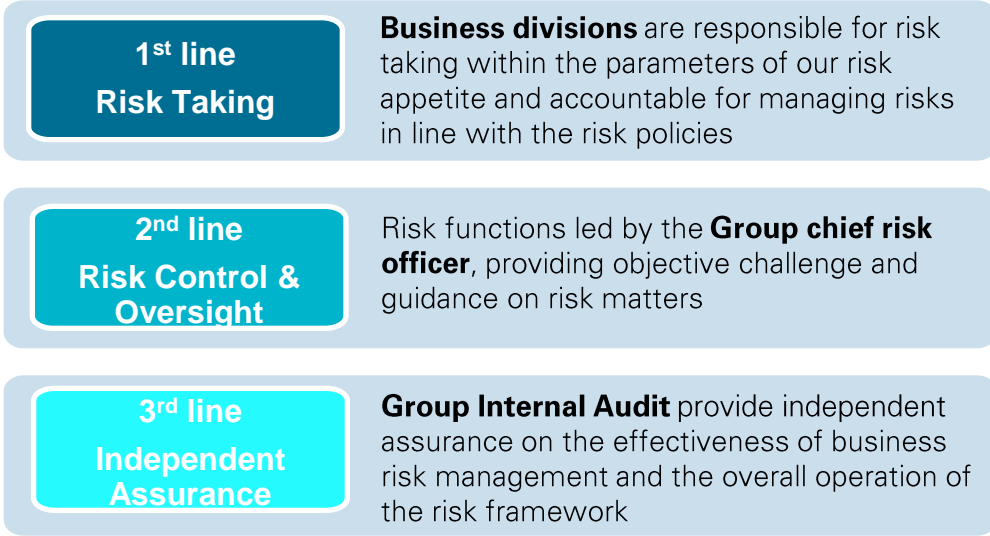 1st line
Risk Taking
Business divisions are responsible for risk
taking within the parameters of our risk
appetite and accountable for managing risks
in line with the risk policies
2nd line
Risk Control &
Oversight
Risk functions led by the Group chief risk
officer, providing objective challenge and
guidance on risk matters
3rd line
Independent
Assurance
Group Internal Audit provide independent
assurance on the effectiveness of business
risk management and the overall operation of
the risk framework